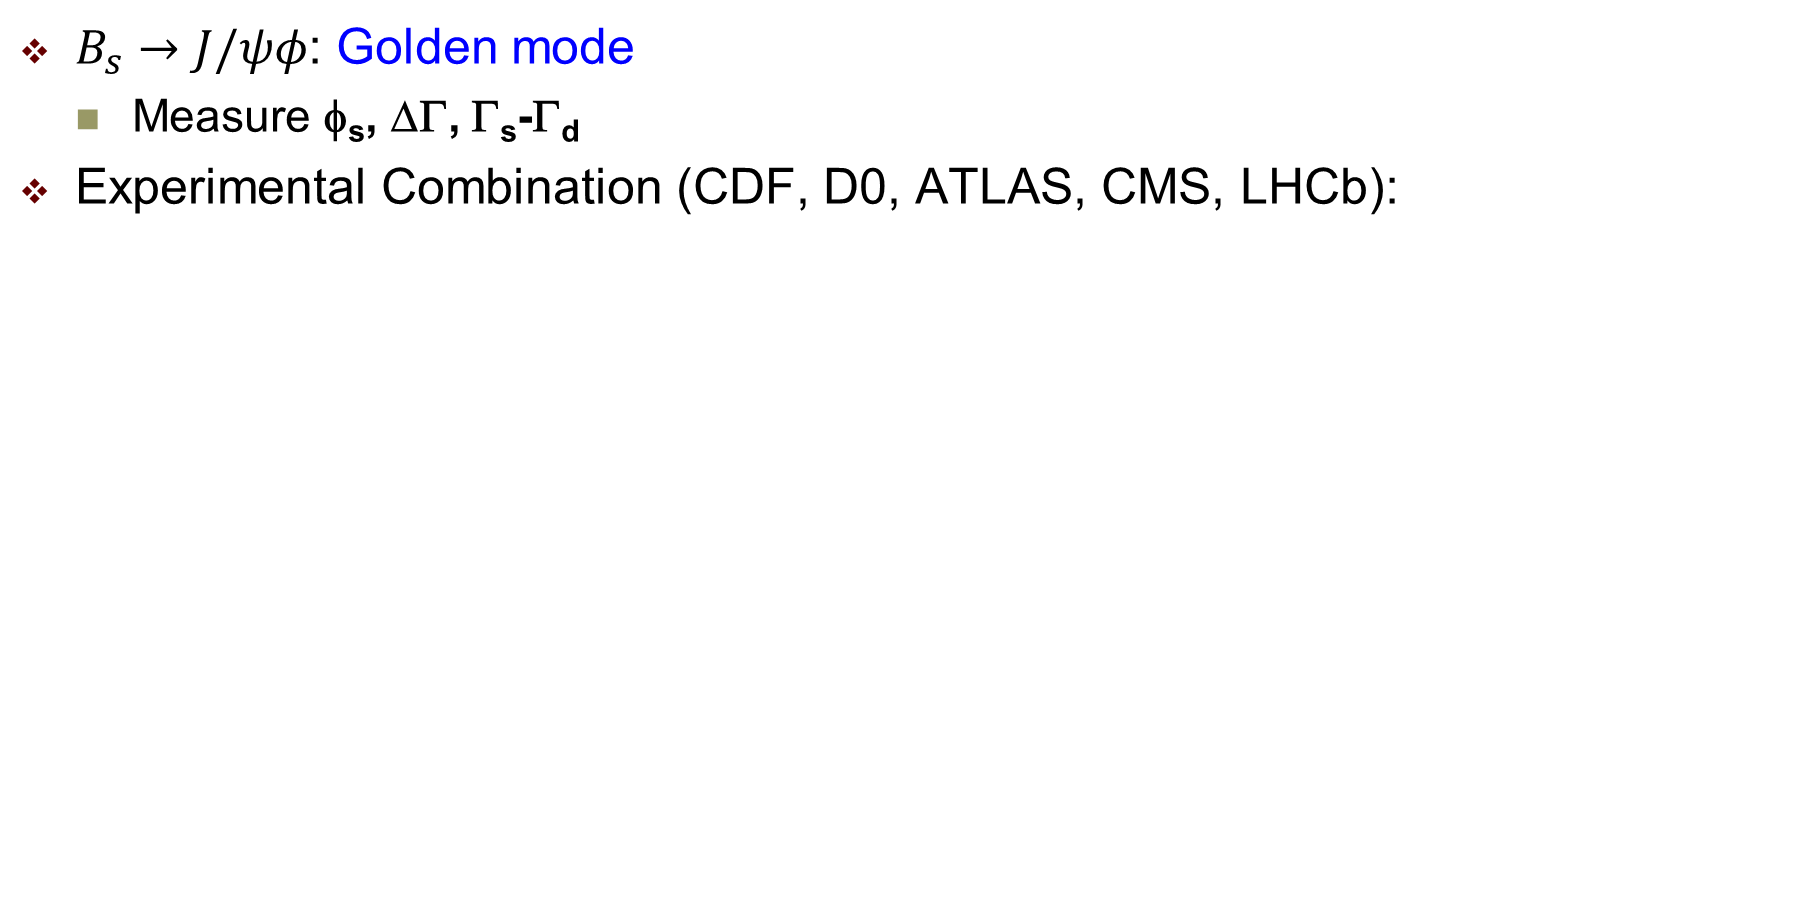 ❖ 𝐵ₛ → 𝐽/𝜓𝜙: Golden mode
■ Measure ϕₛ, ΔΓ, Γₛ-Γd
❖ Experimental Combination (CDF, D0, ATLAS, CMS, LHCb):